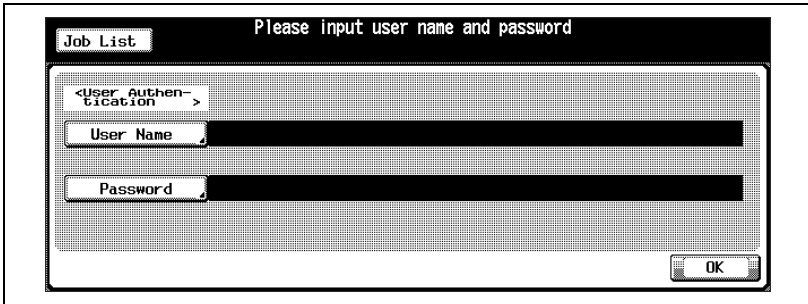 Please input user name and password
Job List
<User Authen-
tication >
User Name
Password
OK